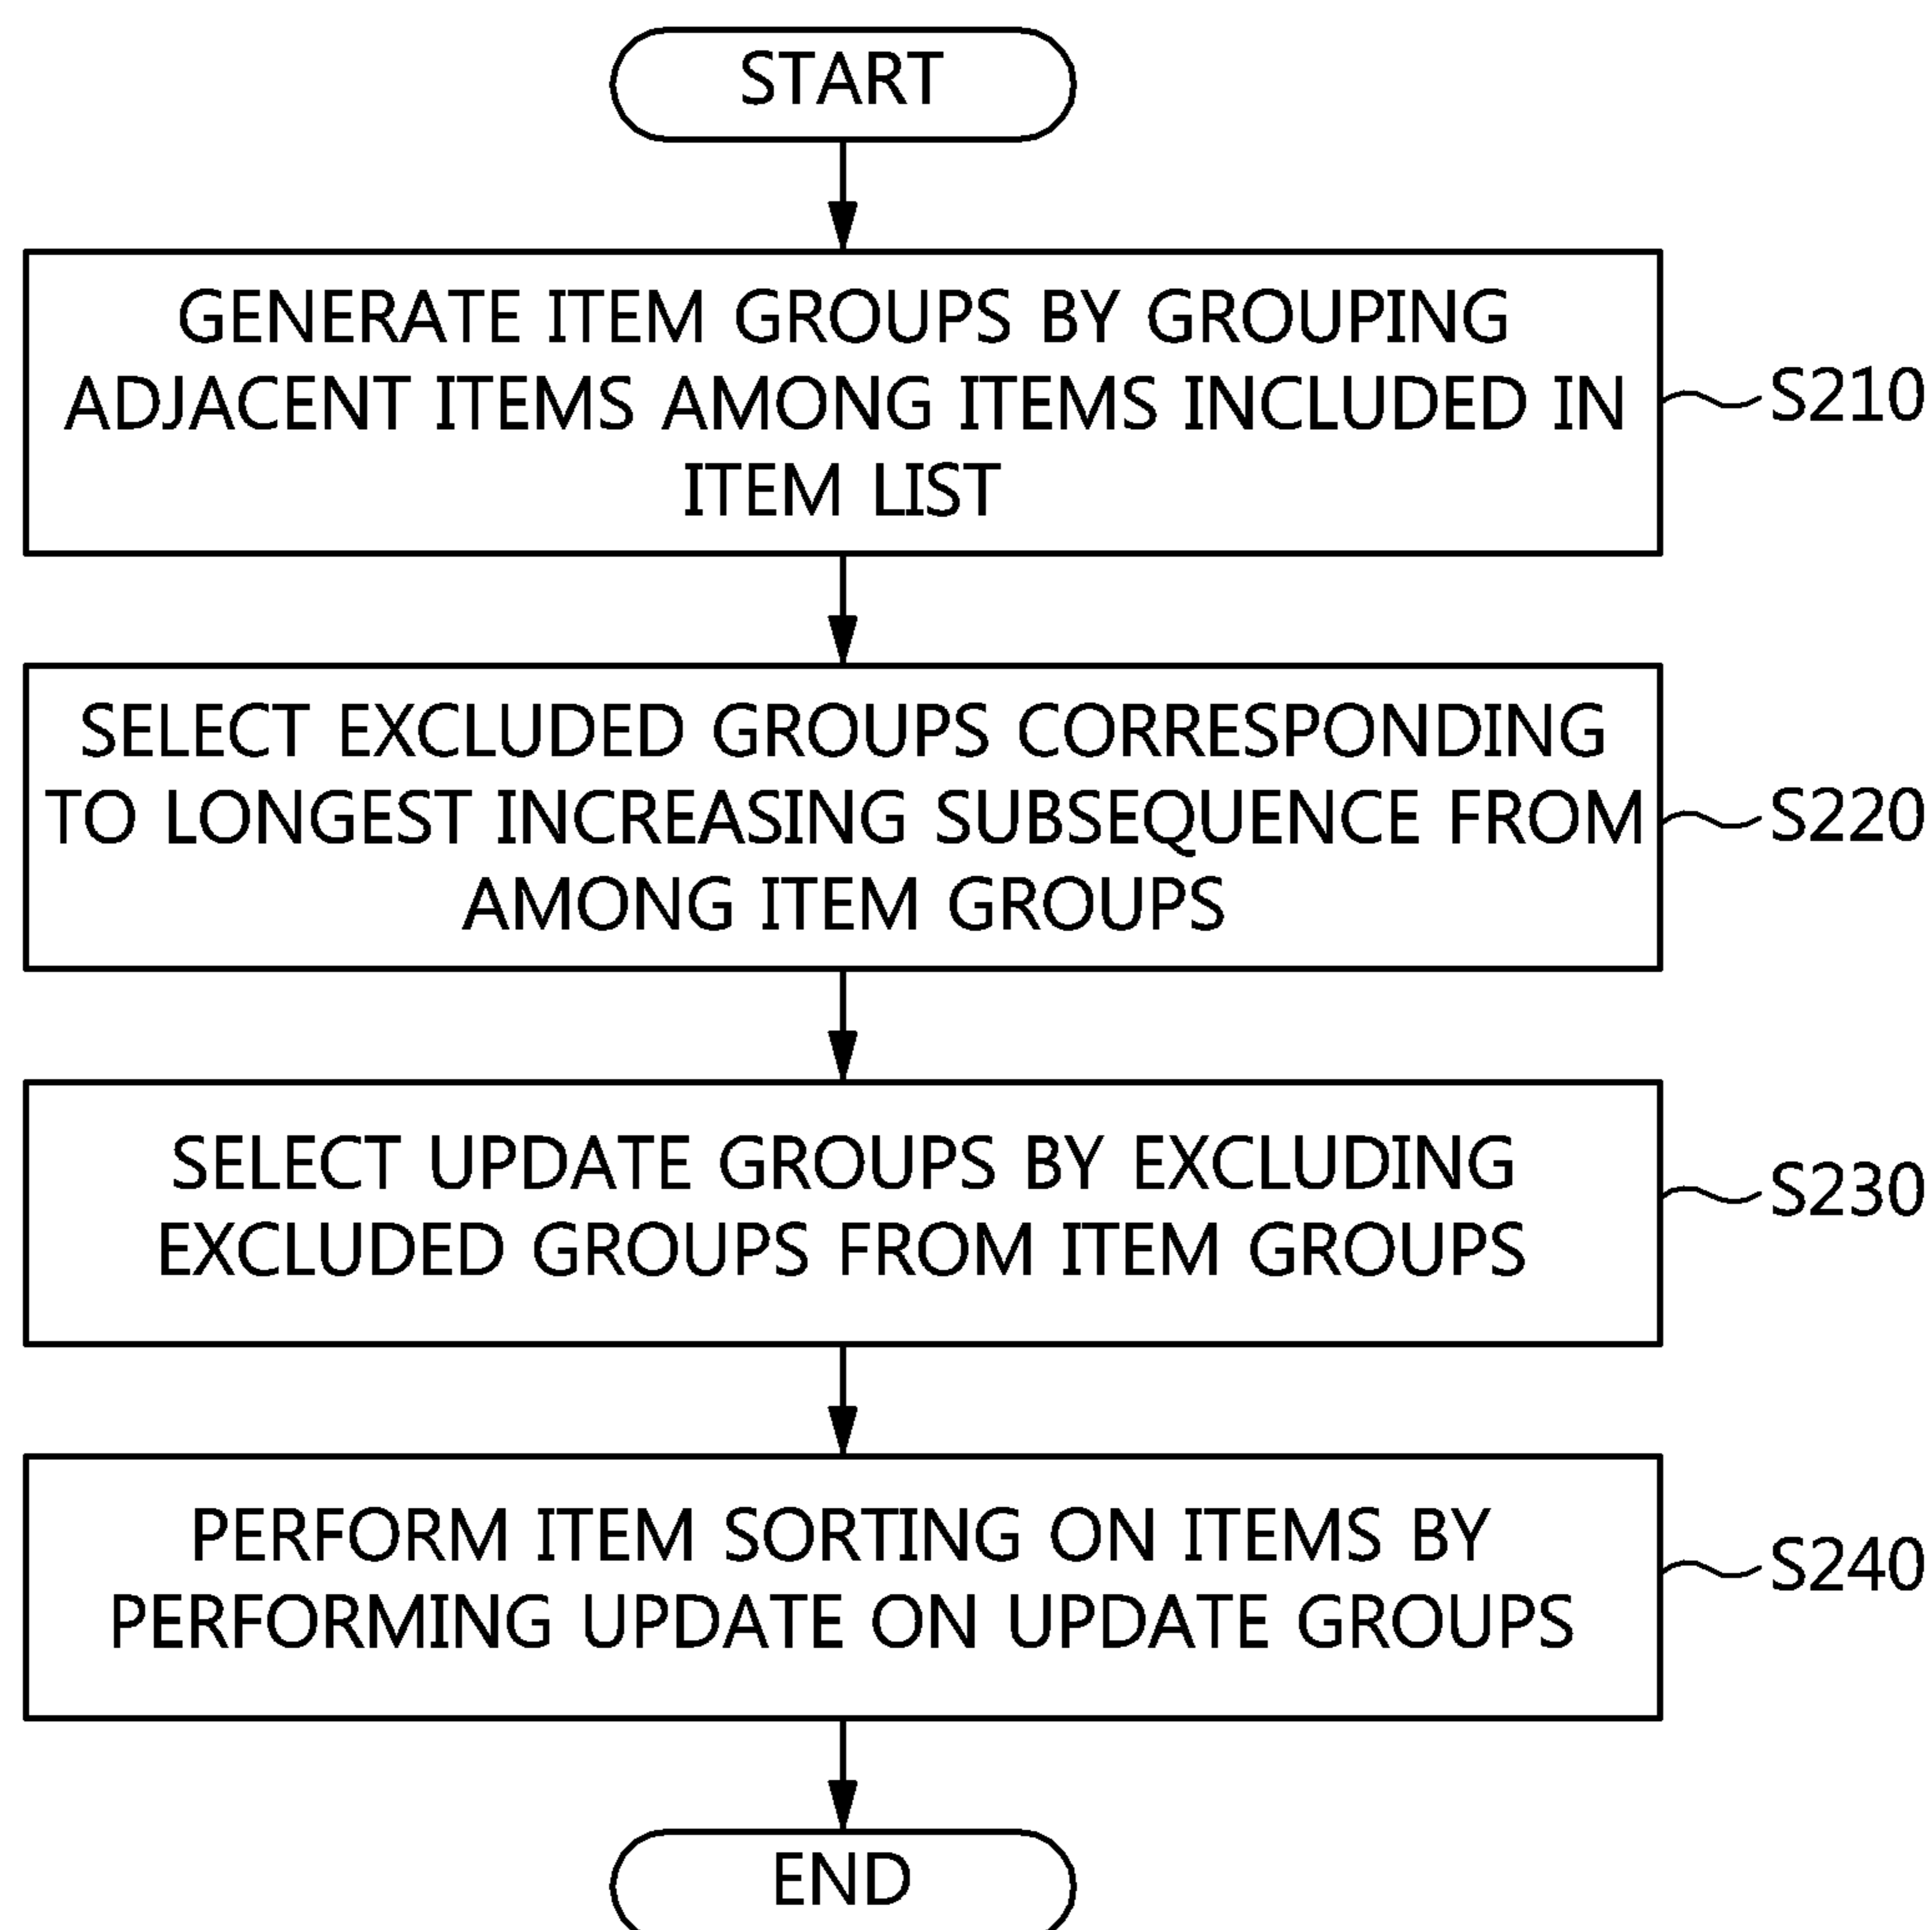 START
GENERATE ITEM GROUPS BY GROUPING
ADJACENT ITEMS AMONG ITEMS INCLUDED IN
ITEM LIST
S210
SELECT EXCLUDED GROUPS CORRESPONDING
TO LONGEST INCREASING SUBSEQUENCE FROM
AMONG ITEM GROUPS
S220
SELECT UPDATE GROUPS BY EXCLUDING
EXCLUDED GROUPS FROM ITEM GROUPS
S230
PERFORM ITEM SORTING ON ITEMS BY
PERFORMING UPDATE ON UPDATE GROUPS
S240
END